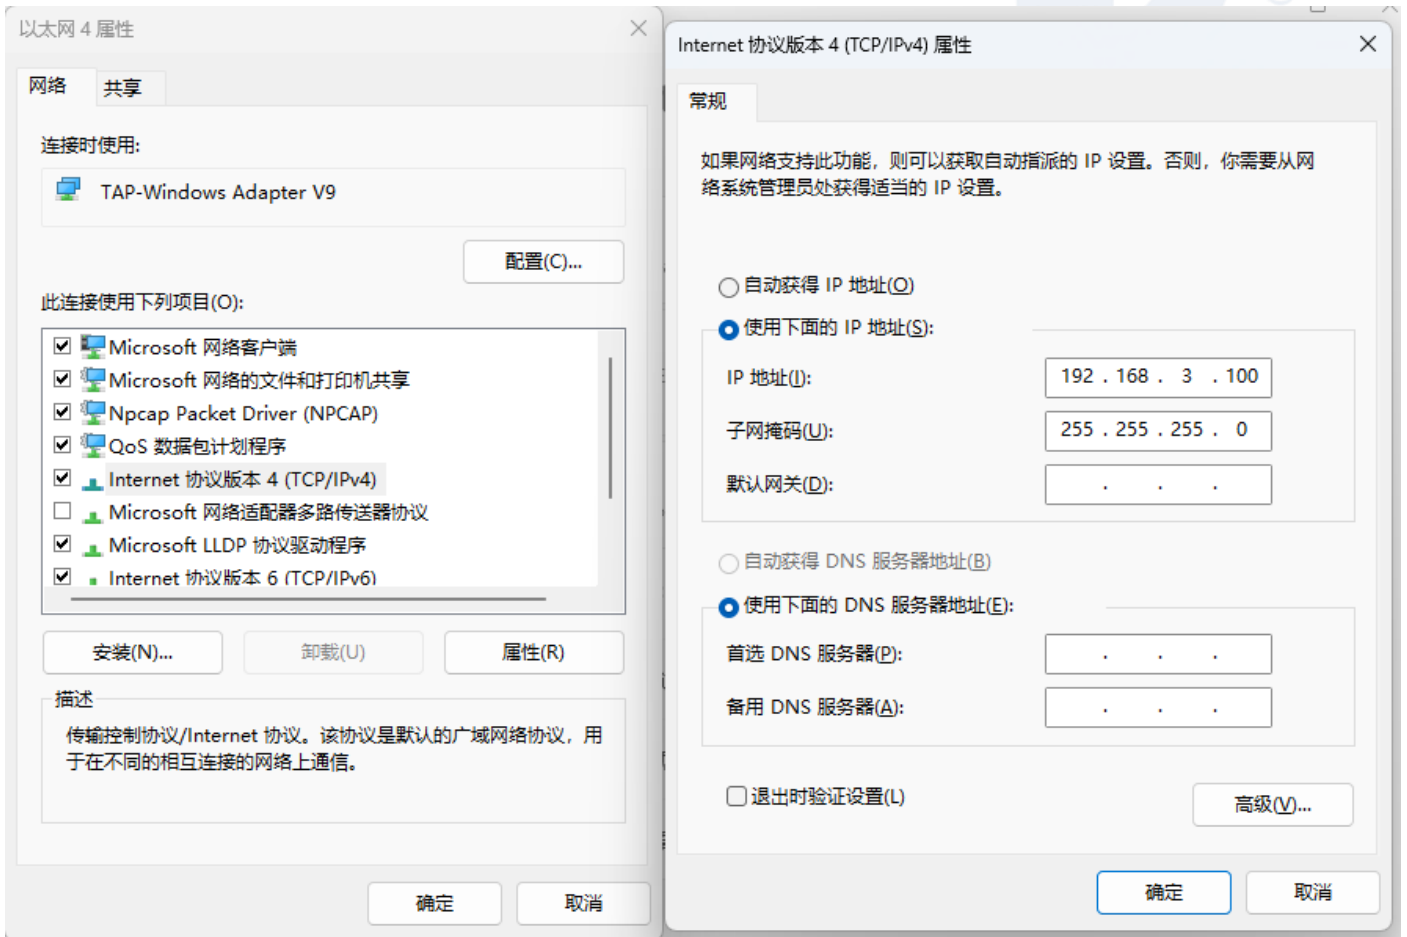 以太网 4 属性
网络
共享
连接时使用:
TAP-Windows Adapter V9
配置(C)...
此连接使用下列项目(O):
Microsoft 网络客户端
Microsoft 网络的文件和打印机共享
Npcap Packet Driver (NPCAP)
QoS 数据包计划程序
Internet 协议版本 4 (TCP/IPv4)
Microsoft 网络适配器多路传送器协议
Microsoft LLDP 协议驱动程序
Internet 协议版本 6 (TCP/IPv6)
安装(N)...
卸载(U)
属性(R)
描述
传输控制协议/Internet 协议。该协议是默认的广域网络协议，用
于在不同的相互连接的网络上通信。
确定
取消
Internet 协议版本 4 (TCP/IPv4) 属性
常规
如果网络支持此功能，则可以获取自动指派的 IP 设置。否则，你需要从网
络系统管理员处获得适当的 IP 设置。
自动获得 IP 地址(O)
使用下面的 IP 地址(S):
IP 地址(I):
192 . 168 . 3 . 100
子网掩码(U):
255 . 255 . 255 . 0
默认网关(D):
. . .
自动获得 DNS 服务器地址(B)
使用下面的 DNS 服务器地址(E):
首选 DNS 服务器(P):
. . .
备用 DNS 服务器(A):
. . .
退出时验证设置(L)
高级(V)...
确定
取消